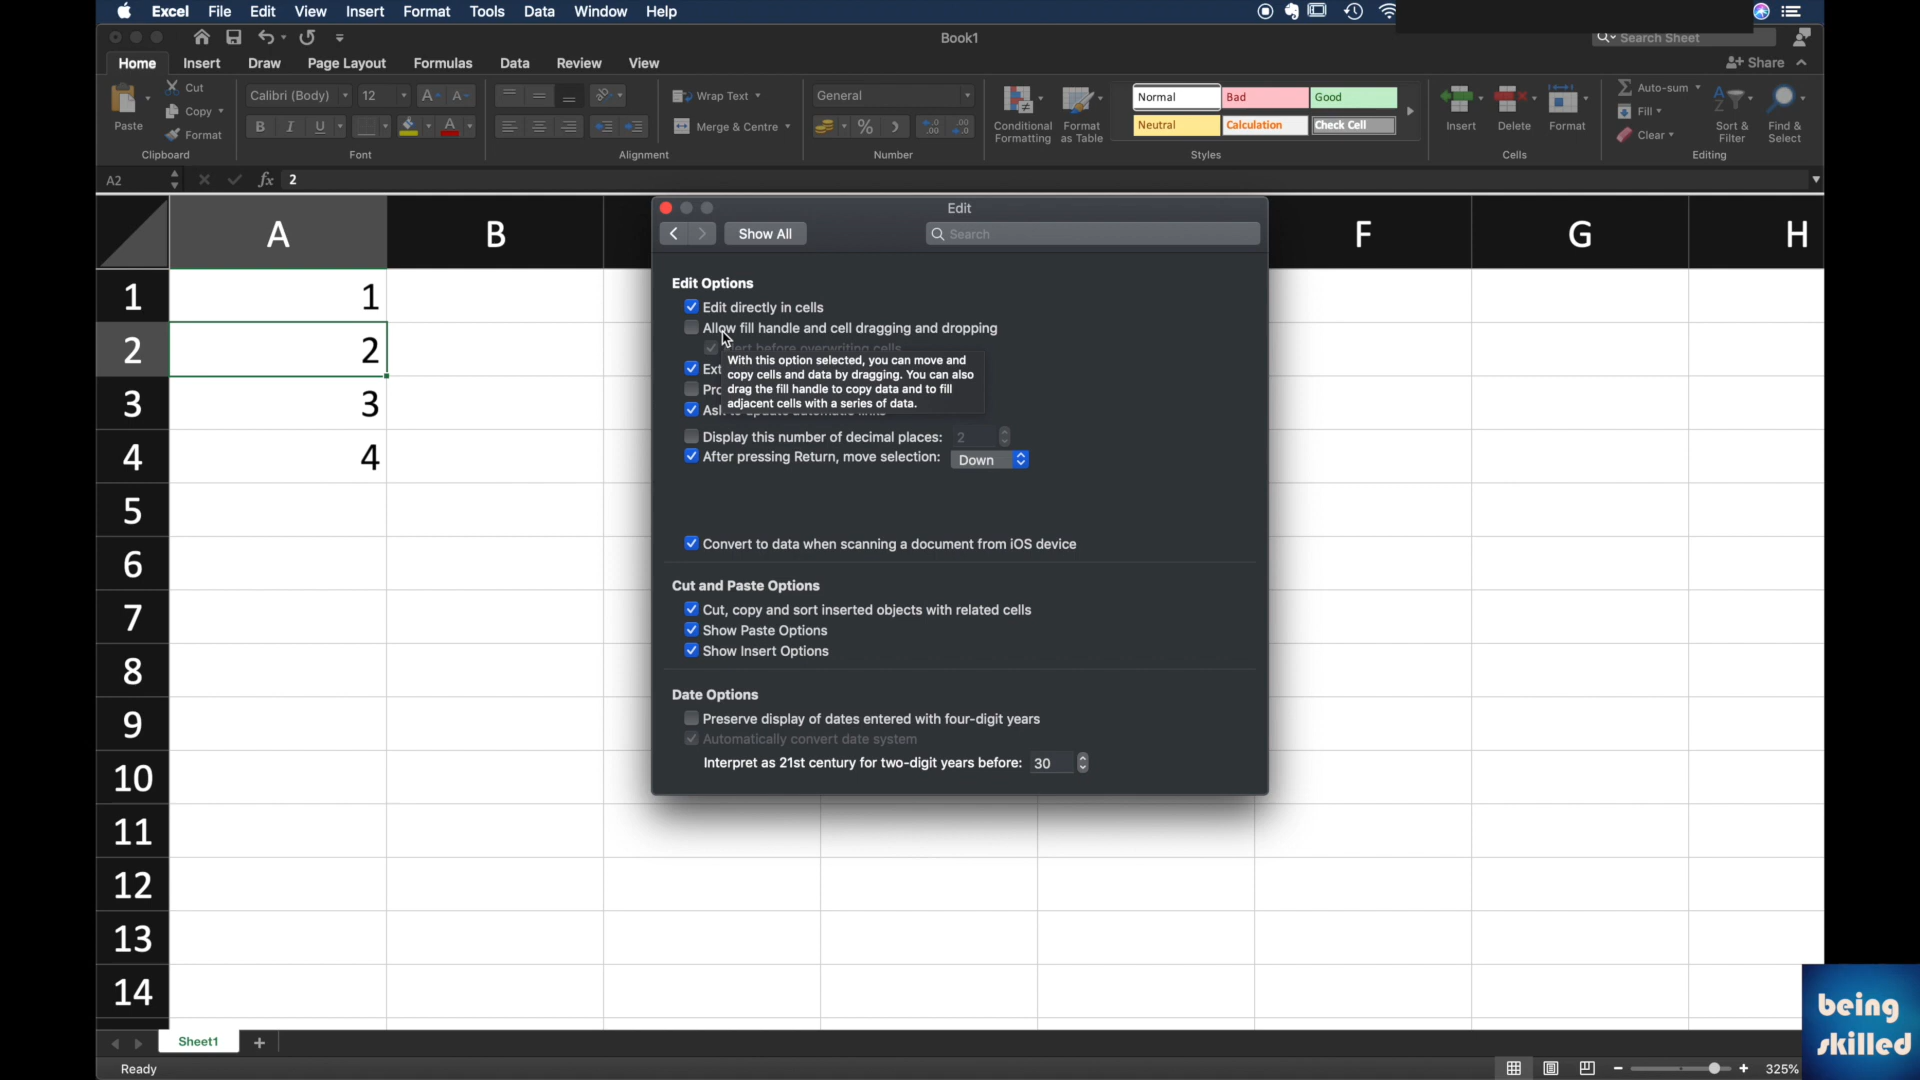 Excel File Edit View Insert Format Tools Data Window Help
Book1
Search Sheet
Home Insert Draw Page Layout Formulas Data Review View
Share
Paste
Cut
Copy
Format
Clipboard
Calibri (Body) 12 A A
B I U A
Font
Wrap Text
Merge & Centre
Alignment
General
%
Number
Conditional Formatting
Format as Table
Normal Bad Good
Neutral Calculation Check Cell
Styles
Insert Delete Format
Cells
Auto-sum
Fill
Clear
Sort & Filter
Find & Select
Editing
A2 fx 2
A B F G H
1 1
2 2
3 3
4 4
5
6
7
8
9
10
11
12
13
14
Edit
Show All Search
Edit Options
Edit directly in cells
Allow fill handle and cell dragging and dropping
before overwriting cells
With this option selected, you can move and
copy cells and data by dragging. You can also
drag the fill handle to copy data and to fill
adjacent cells with a series of data.
Display this number of decimal places: 2
After pressing Return, move selection: Down
Convert to data when scanning a document from iOS device
Cut and Paste Options
Cut, copy and sort inserted objects with related cells
Show Paste Options
Show Insert Options
Date Options
Preserve display of dates entered with four-digit years
Automatically convert date system
Interpret as 21st century for two-digit years before: 30
Sheet1 +
Ready
325%
being
skilled